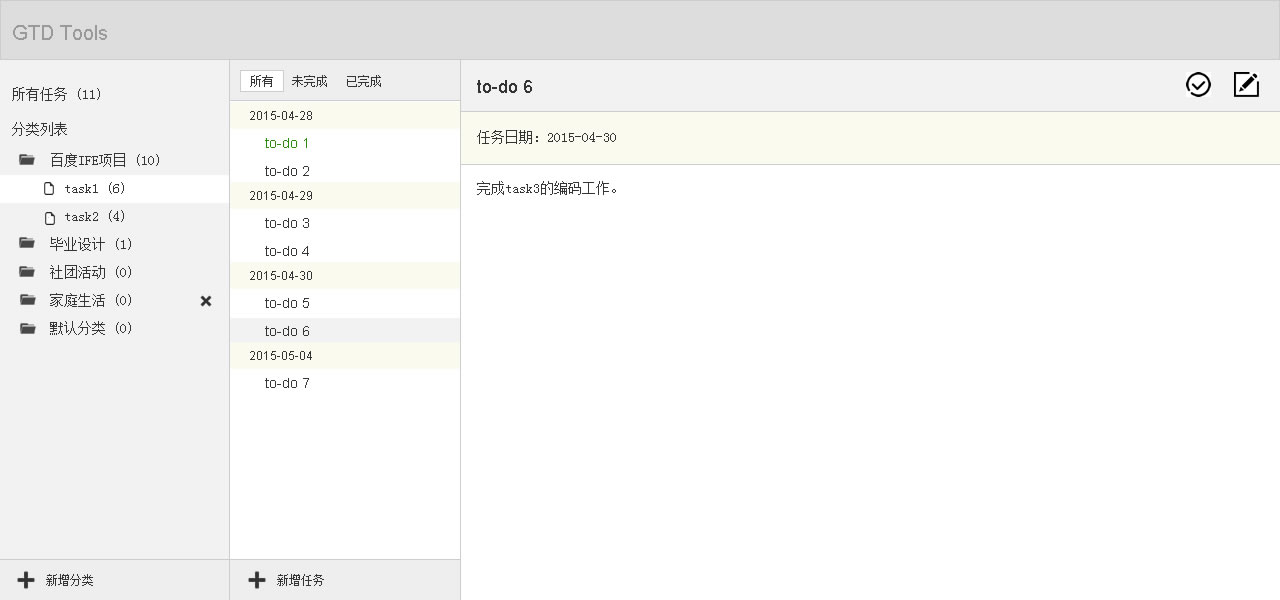 GTD Tools
所有任务 (11)
分类列表
百度IFE项目 (10)
task1 (6)
task2 (4)
毕业设计 (1)
社团活动 (0)
家庭生活 (0)
默认分类 (0)
新增分类
所有 未完成 已完成
2015-04-28
to-do 1
to-do 2
2015-04-29
to-do 3
to-do 4
2015-04-30
to-do 5
to-do 6
2015-05-04
to-do 7
新增任务
to-do 6
任务日期：2015-04-30
完成task3的编码工作。